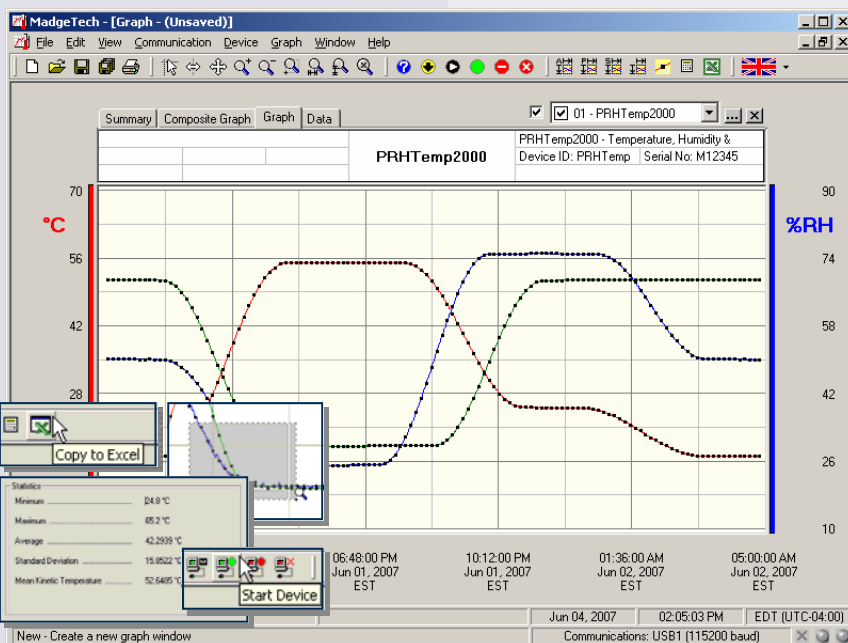 MadgeTech - [Graph - (Unsaved)]
File Edit View Communication Device Graph Window Help
Summary Composite Graph Graph Data
01 - PRHTemp2000
PRHTemp2000
PRHTemp2000 - Temperature, Humidity &
Device ID: PRHTemp Serial No: M12345
70
90
°C
%RH
56
74
42
58
28
42
26
10
Copy to Excel
Statistics
Minimum 24.8 °C
Maximum 65.2 °C
Average 42.2939 °C
Standard Deviation 15.8522 °C
Mean Kinetic Temperature 52.6485 °C
Start Device
06:48:00 PM
Jun 01, 2007
EST
10:12:00 PM
Jun 01, 2007
EST
01:36:00 AM
Jun 02, 2007
EST
05:00:00 AM
Jun 02, 2007
EST
Jun 04, 2007 02:05:03 PM EDT (UTC-04:00)
New - Create a new graph window
Communications: USB1 (115200 baud)